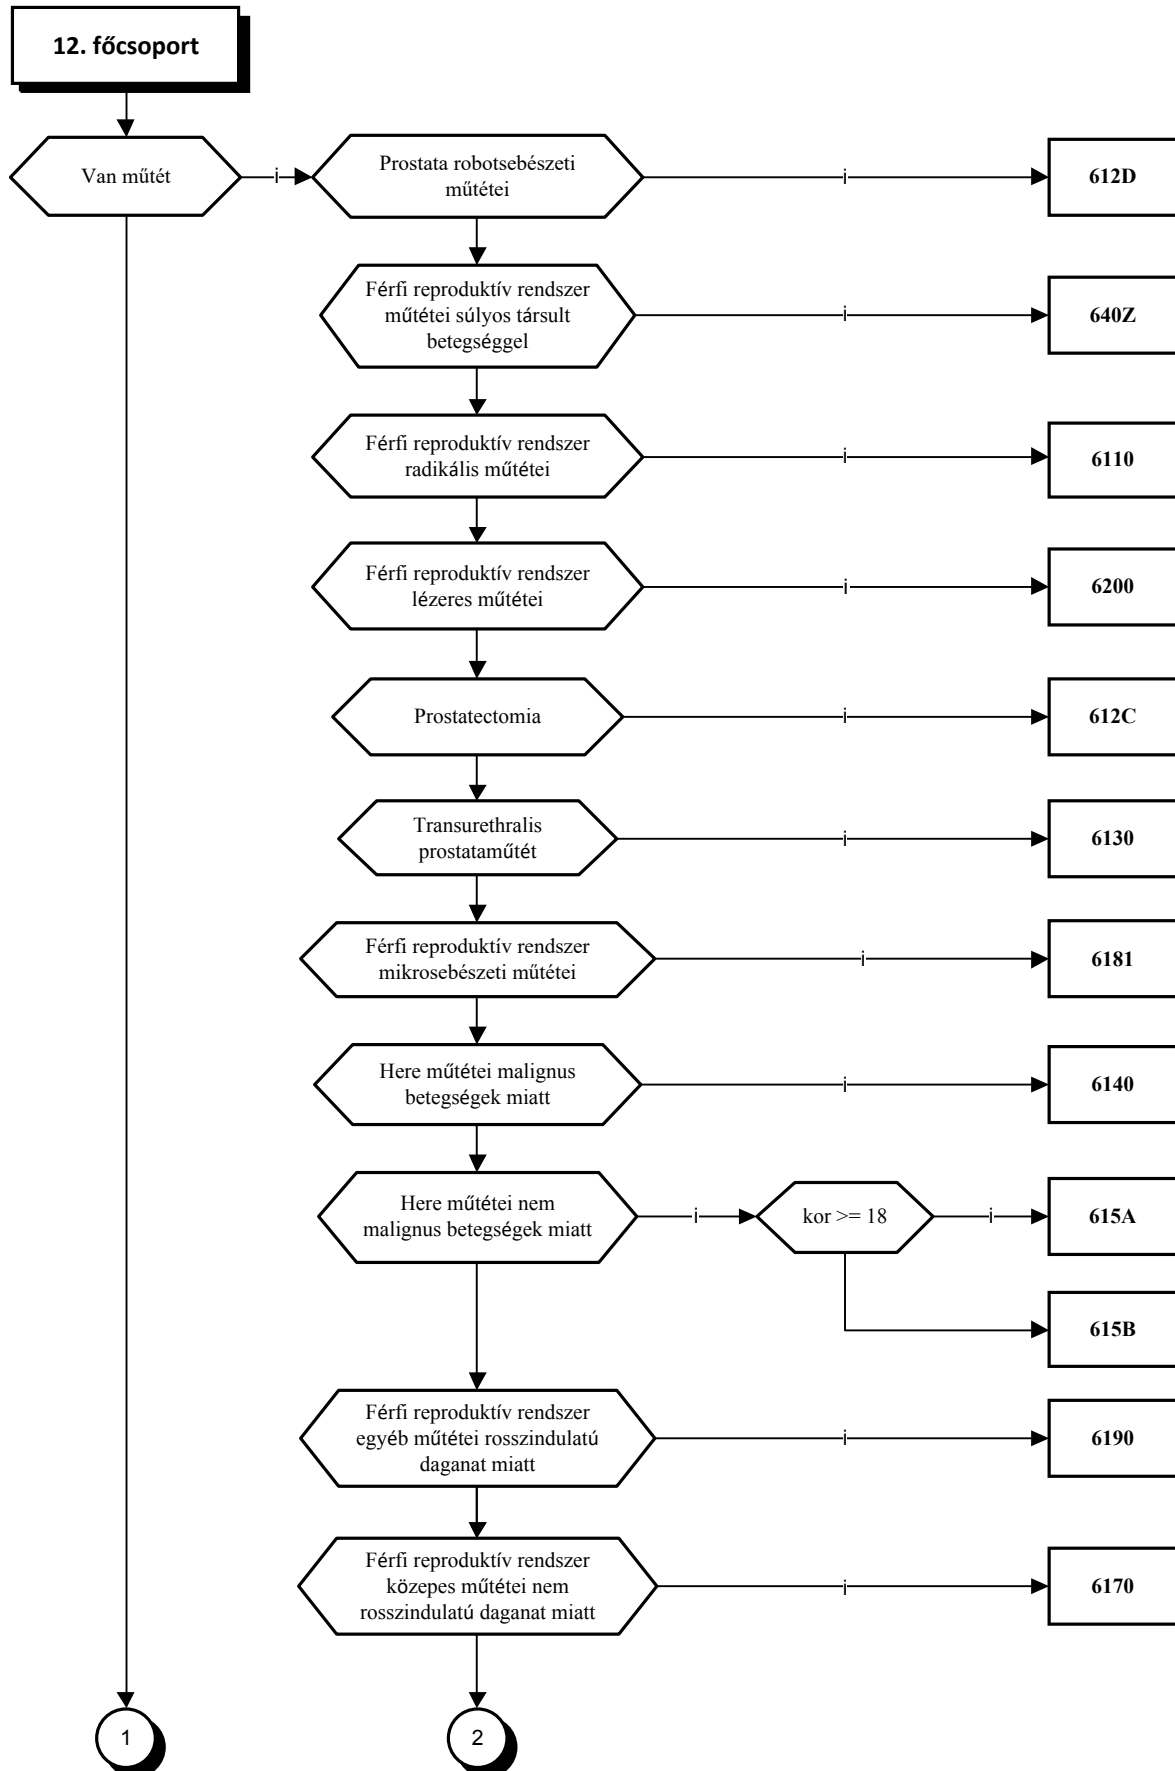 12. főcsoport
Van műtét
i
Prostata robotsebészeti
műtétei
i
612D
Férfi reproduktív rendszer
műtétei súlyos társult
betegséggel
i
640Z
Férfi reproduktív rendszer
radikális műtétei
i
6110
Férfi reproduktív rendszer
lézeres műtétei
i
6200
Prostatectomia
i
612C
Transurethralis
prostataműtét
i
6130
Férfi reproduktív rendszer
mikrosebészeti műtétei
i
6181
Here műtétei malignus
betegségek miatt
i
6140
Here műtétei nem
malignus betegségek miatt
i
kor >= 18
i
615A
615B
Férfi reproduktív rendszer
egyéb műtétei rosszindulatú
daganat miatt
i
6190
Férfi reproduktív rendszer
közepes műtétei nem
rosszindulatú daganat miatt
i
6170
1
2